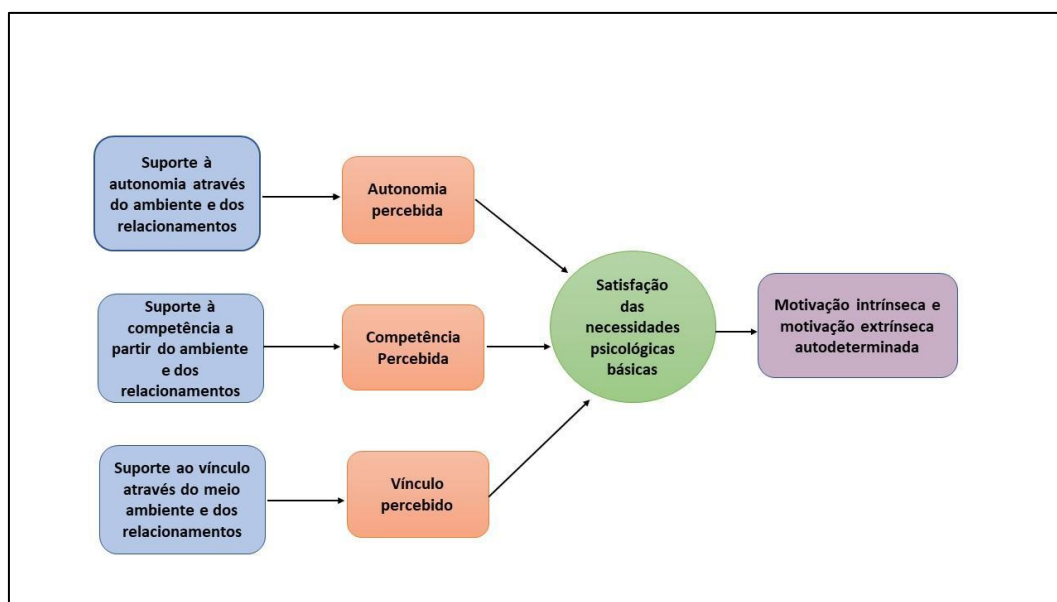 Suporte à
autonomia através
do ambiente e dos
relacionamentos
Autonomia
percebida
Suporte à
competência a
partir do ambiente
e dos
relacionamentos
Competência
Percebida
Suporte ao vínculo
através do meio
ambiente e dos
relacionamentos
Vínculo
percebido
Satisfação
das
necessidades
psicológicas
básicas
Motivação intrínseca e
motivação extrínseca
autodeterminada